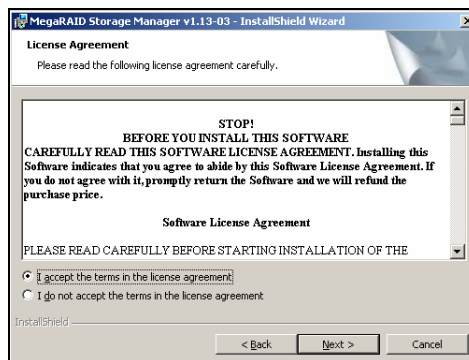 MegaRAID Storage Manager v1.13-03 - InstallShield Wizard
License Agreement
Please read the following license agreement carefully.
STOP!
BEFORE YOU INSTALL THIS SOFTWARE
CAREFULLY READ THIS SOFTWARE LICENSE AGREEMENT. Installing this
Software indicates that you agree to abide by this Software License Agreement. If
you do not agree with it, promptly return the Software and we will refund the
purchase price.
Software License Agreement
PLEASE READ CAREFULLY BEFORE STARTING INSTALLATION OF THE
I accept the terms in the license agreement
I do not accept the terms in the license agreement
InstallShield
< Back Next > Cancel